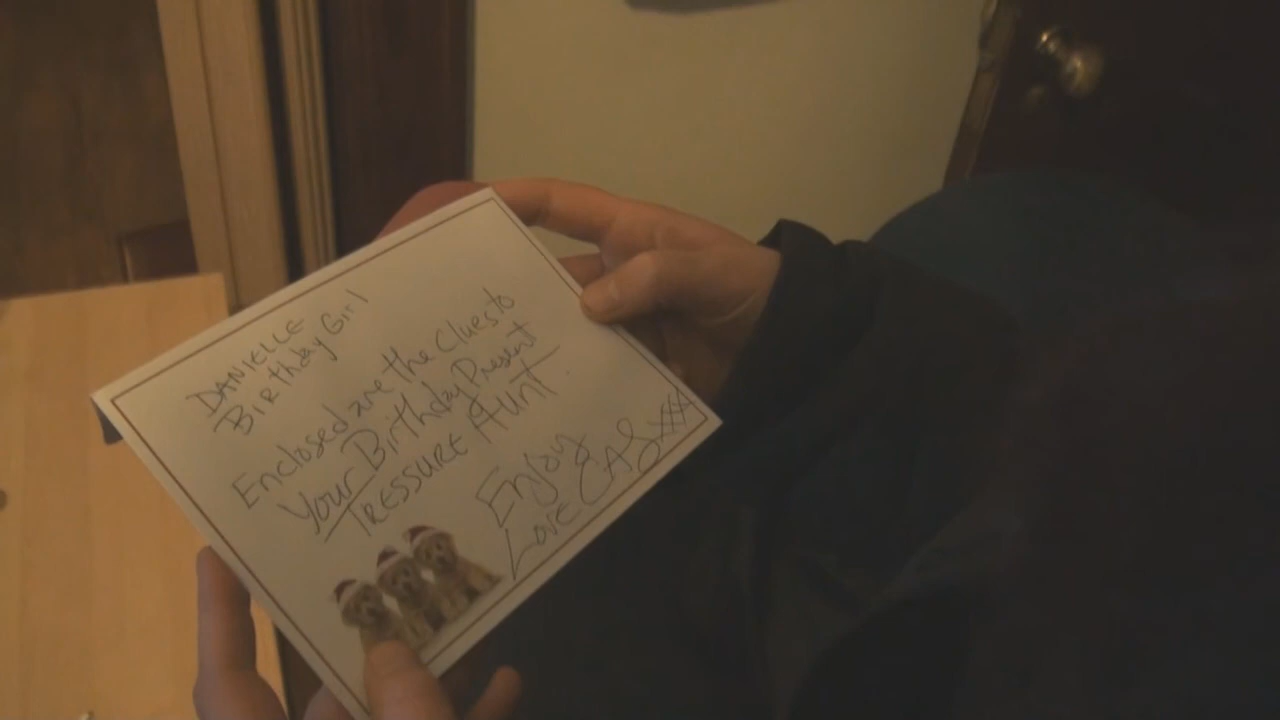 DANIELLE
BiRthday GiRl
Enclosed are the Clues to
Your Birthday Present
TRESSURE HUNT
Enjoy
LOVE CAS XXX